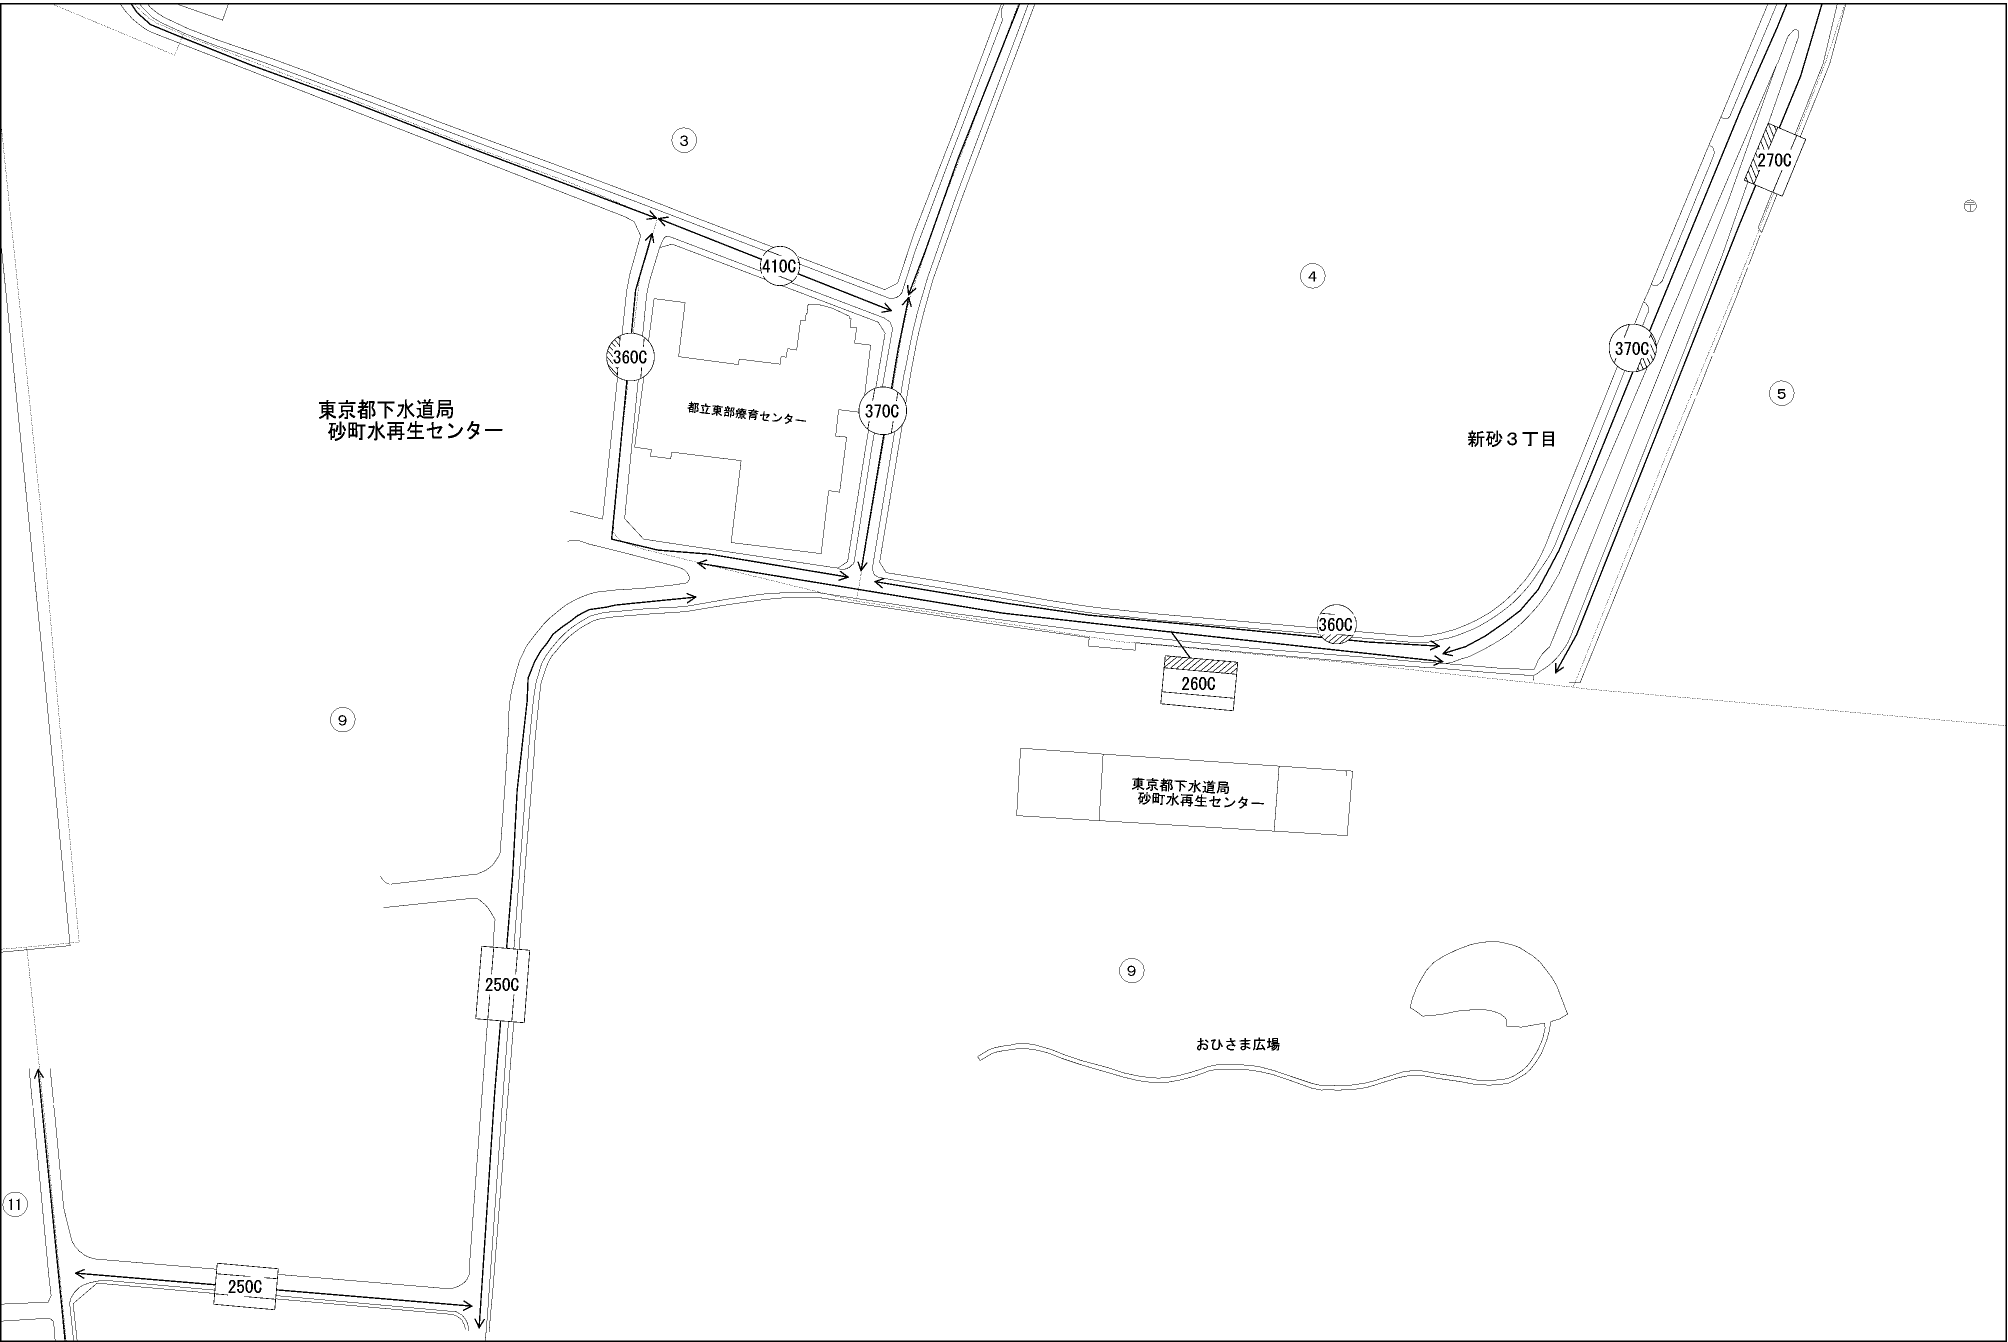 ③
270C
〒
410C
④
370C
360C
⑤
東京都下水道局
砂町水再生センター
都立東部療育センター
370C
新砂3丁目
360C
260C
⑨
東京都下水道局
砂町水再生センター
⑨
250C
おひさま広場
⑪
250C